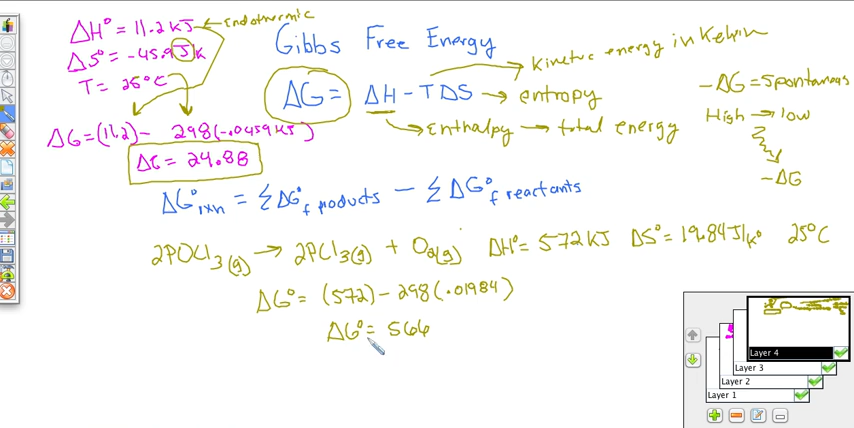 ΔH° = 11.2 kJ ← Endothermic
ΔS° = -45.9 J/K
T = 25°C
ΔG = (11.2) - 298(-.0459 kJ)
ΔG = 24.88
Gibbs Free Energy
ΔG = ΔH - TDS
Kinetic energy in Kelvin
→ entropy
→ Enthalpy → total energy
-ΔG = Spontaneous
High → low
-ΔG
ΔG°rxn = ΣΔG°f products - ΣΔG°f reactants
2POCl3(g) → 2PCl3(g) + O2(g) ΔH° = 572 KJ ΔS° = 19.84 J/K° 25°C
ΔG° = (572) - 298(.01984)
ΔG° = 566
Layer 4
Layer 3
Layer 2
Layer 1